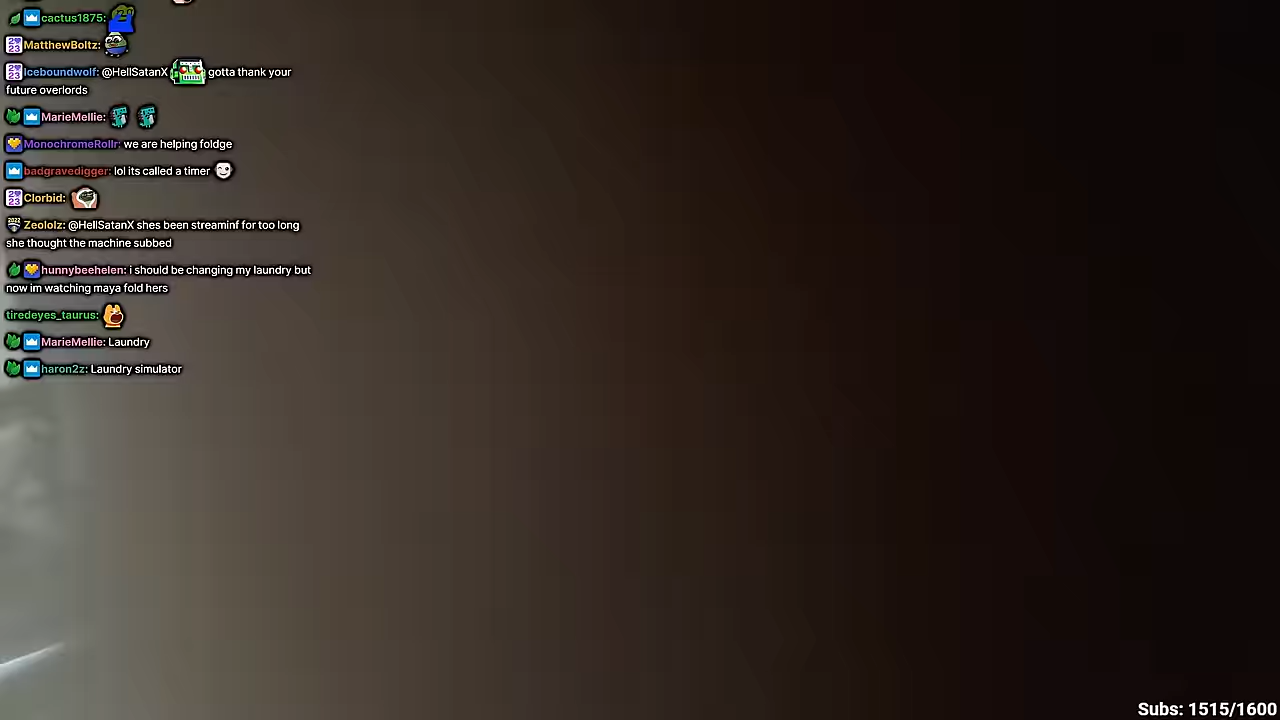 cactus1875:
MatthewBoltz:
Iceboundwolf: @HellSatanX gotta thank your
future overlords
MarieMellie:
MonochromeRollr: we are helping foldge
badgravedigger: lol its called a timer
Clorbid:
Zeololz: @HellSatanX shes been streaminf for too long
she thought the machine subbed
hunnybeehelen: i should be changing my laundry but
now im watching maya fold hers
tiredeyes_taurus:
MarieMellie: Laundry
haron2z: Laundry simulator
Subs: 1515/1600